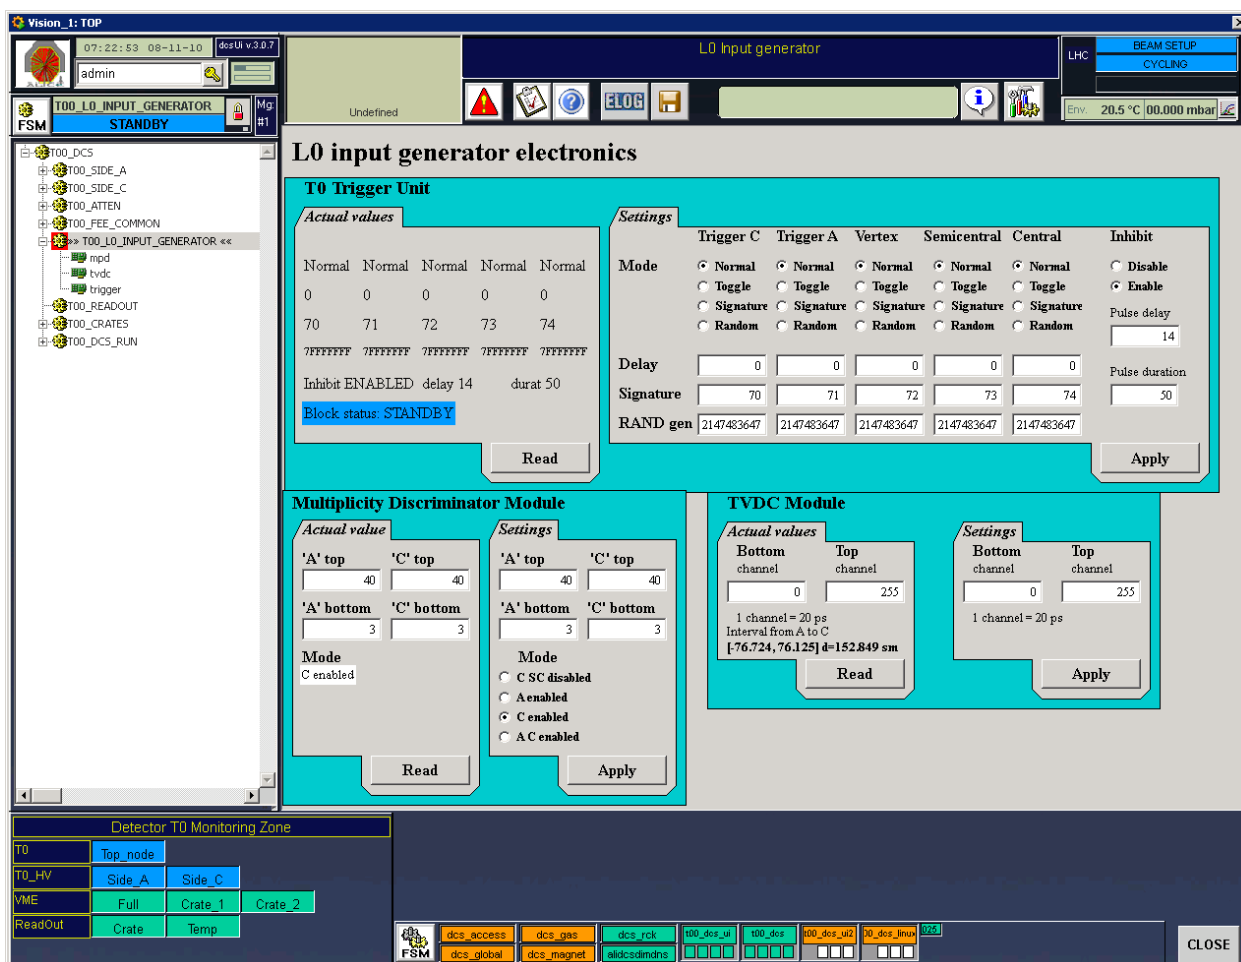 Vision_1: TOP
07:22:53 08-11-10 dcsUi v.3.0.7
admin
T00_L0_INPUT_GENERATOR
STANDBY
FSM
Mg:
#1
Undefined
L0 Input generator
ELOG
LHC
BEAM SETUP
CYCLING
Env. 20.5 °C 00.000 mbar
T00_DCS
T00_SIDE_A
T00_SIDE_C
T00_ATTEN
T00_FEE_COMMON
>> T00_L0_INPUT_GENERATOR <<
mpd
tvdc
trigger
T00_READOUT
T00_CRATES
T00_DCS_RUN
L0 input generator electronics
T0 Trigger Unit
Actual values
Normal Normal Normal Normal Normal
0 0 0 0 0
70 71 72 73 74
7FFFFFFF 7FFFFFFF 7FFFFFFF 7FFFFFFF 7FFFFFFF
Inhibit ENABLED delay 14 durat 50
Block status: STANDBY
Read
Settings
Trigger C Trigger A Vertex Semicentral Central Inhibit
Mode Normal Normal Normal Normal Normal Disable
Toggle Toggle Toggle Toggle Toggle Enable
Signature Signature Signature Signature Signature
Random Random Random Random Random
Pulse delay
14
Delay 0 0 0 0 0
Pulse duration
Signature 70 71 72 73 74 50
RAND gen 2147483647 2147483647 2147483647 2147483647 2147483647
Apply
Multiplicity Discriminator Module
Actual value
'A' top 'C' top
40 40
'A' bottom 'C' bottom
3 3
Mode
C enabled
Read
Settings
'A' top 'C' top
40 40
'A' bottom 'C' bottom
3 3
Mode
C SC disabled
A enabled
C enabled
A C enabled
Apply
TVDC Module
Actual values
Bottom Top
channel channel
0 255
1 channel = 20 ps
Interval from A to C
[-76.724, 76.125] d=152.849 sm
Read
Settings
Bottom Top
channel channel
0 255
1 channel = 20 ps
Apply
Detector T0 Monitoring Zone
T0 Top_node
T0_HV Side_A Side_C
VME Full Crate_1 Crate_2
ReadOut Crate Temp
FSM
dcs_access dcs_gas dcs_rck t00_dcs_ui t00_dcs t00_dcs_ui2 00_dcs_linux 025
dcs_global dcs_magnet alidcsdimdns
CLOSE